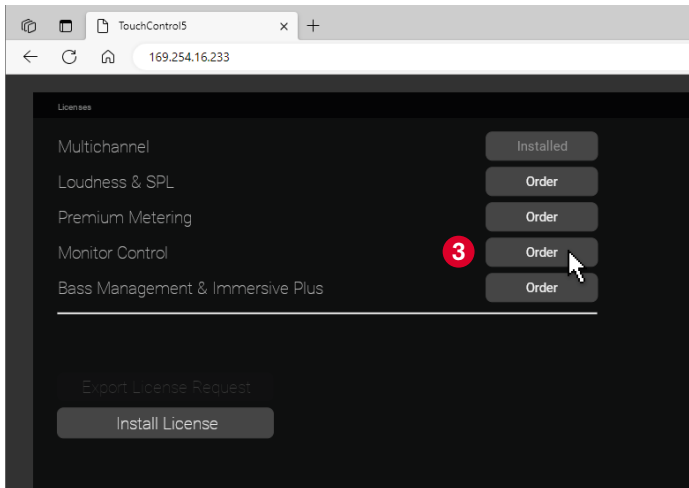 TouchControl5
169.254.16.233
Licenses
Multichannel Installed
Loudness & SPL Order
Premium Metering Order
Monitor Control 3 Order
Bass Management & Immersive Plus Order
Export License Request
Install License